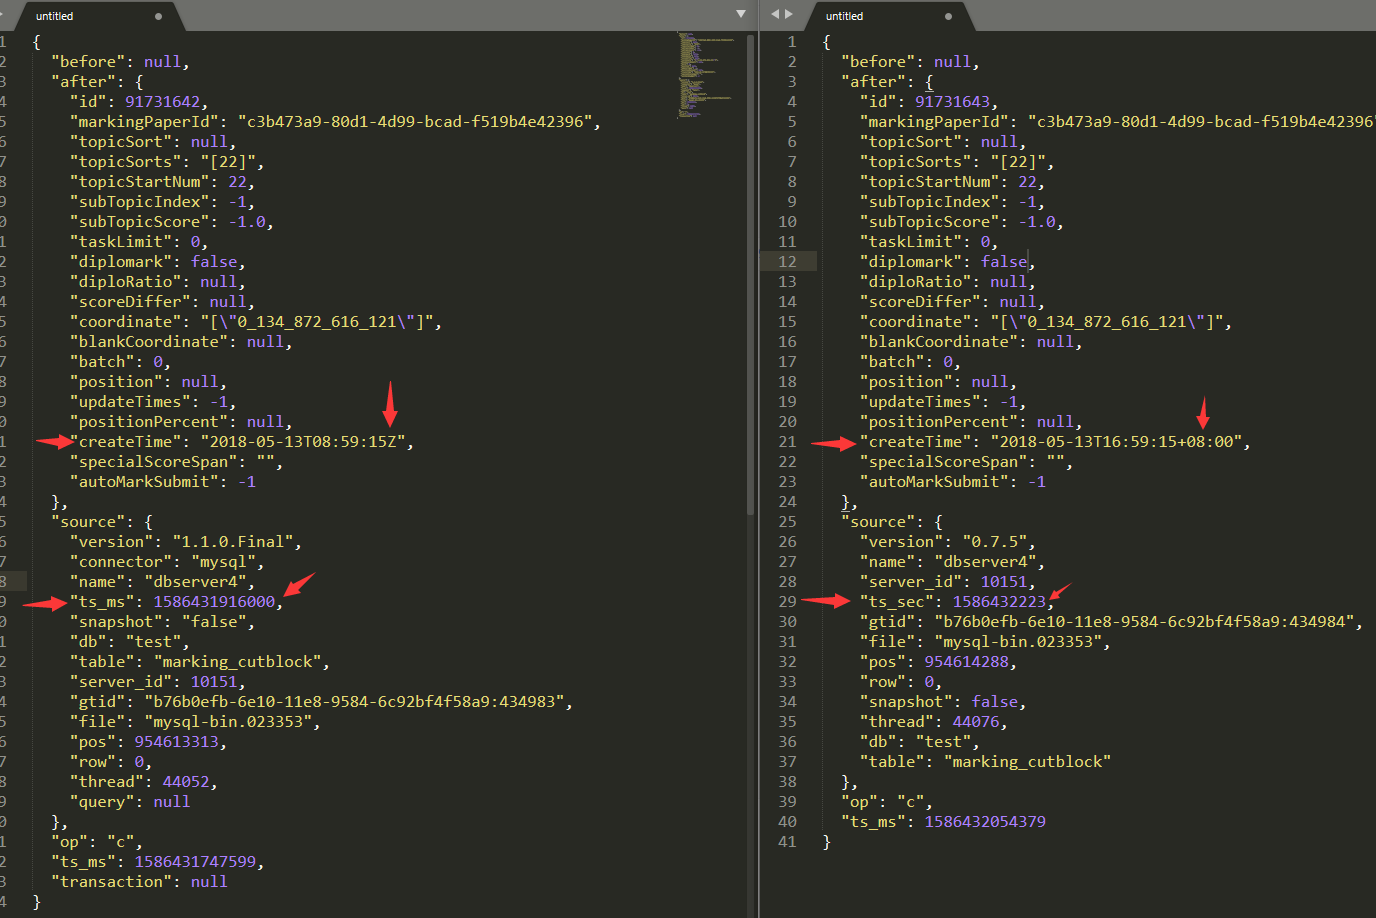 untitled
1 {
2 "before": null,
3 "after": {
4 "id": 91731642,
5 "markingPaperId": "c3b473a9-80d1-4d99-bcad-f519b4e42396",
6 "topicSort": null,
7 "topicSorts": "[22]",
8 "topicStartNum": 22,
9 "subTopicIndex": -1,
0 "subTopicScore": -1.0,
1 "taskLimit": 0,
2 "diplomark": false,
3 "diploRatio": null,
4 "scoreDiffer": null,
5 "coordinate": "[\"0_134_872_616_121\"]",
6 "blankCoordinate": null,
7 "batch": 0,
8 "position": null,
9 "updateTimes": -1,
0 "positionPercent": null,
1 "createTime": "2018-05-13T08:59:15Z",
2 "specialScoreSpan": "",
3 "autoMarkSubmit": -1
4 },
5 "source": {
6 "version": "1.1.0.Final",
7 "connector": "mysql",
8 "name": "dbserver4",
9 "ts_ms": 1586431916000,
0 "snapshot": "false",
1 "db": "test",
2 "table": "marking_cutblock",
3 "server_id": 10151,
4 "gtid": "b76b0efb-6e10-11e8-9584-6c92bf4f58a9:434983",
5 "file": "mysql-bin.023353",
6 "pos": 954613313,
7 "row": 0,
8 "thread": 44052,
9 "query": null
0 },
1 "op": "c",
2 "ts_ms": 1586431747599,
3 "transaction": null
4 }
untitled
1 {
2 "before": null,
3 "after": {
4 "id": 91731643,
5 "markingPaperId": "c3b473a9-80d1-4d99-bcad-f519b4e42396"
6 "topicSort": null,
7 "topicSorts": "[22]",
8 "topicStartNum": 22,
9 "subTopicIndex": -1,
10 "subTopicScore": -1.0,
11 "taskLimit": 0,
12 "diplomark": false,
13 "diploRatio": null,
14 "scoreDiffer": null,
15 "coordinate": "[\"0_134_872_616_121\"]",
16 "blankCoordinate": null,
17 "batch": 0,
18 "position": null,
19 "updateTimes": -1,
20 "positionPercent": null,
21 "createTime": "2018-05-13T16:59:15+08:00",
22 "specialScoreSpan": "",
23 "autoMarkSubmit": -1
24 },
25 "source": {
26 "version": "0.7.5",
27 "name": "dbserver4",
28 "server_id": 10151,
29 "ts_sec": 1586432223,
30 "gtid": "b76b0efb-6e10-11e8-9584-6c92bf4f58a9:434984",
31 "file": "mysql-bin.023353",
32 "pos": 954614288,
33 "row": 0,
34 "snapshot": false,
35 "thread": 44076,
36 "db": "test",
37 "table": "marking_cutblock"
38 },
39 "op": "c",
40 "ts_ms": 1586432054379
41 }